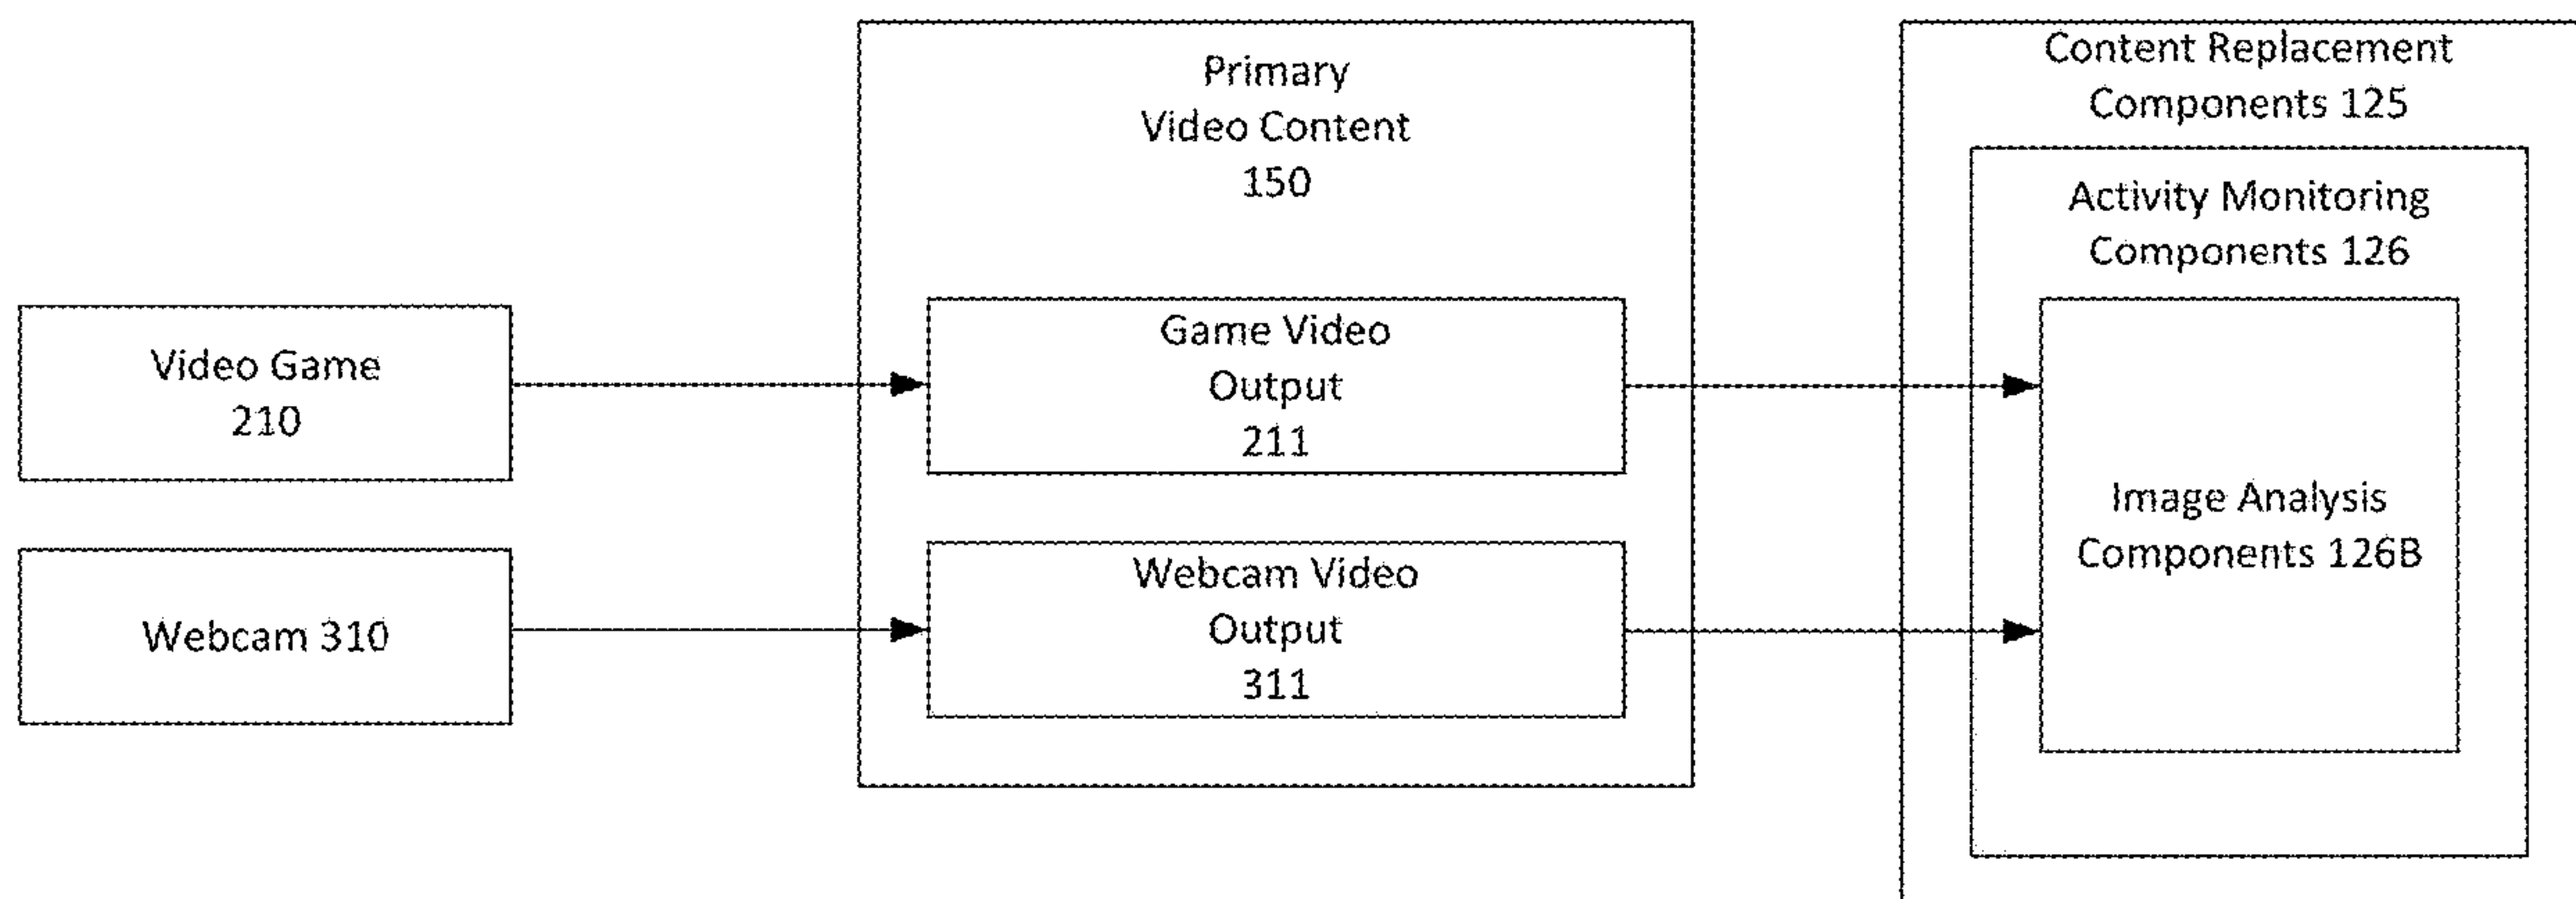 Primary
Video Content
150
Content Replacement
Components 125
Activity Monitoring
Components 126
Video Game
210
Game Video
Output
211
Webcam 310
Webcam Video
Output
311
Image Analysis
Components 126B